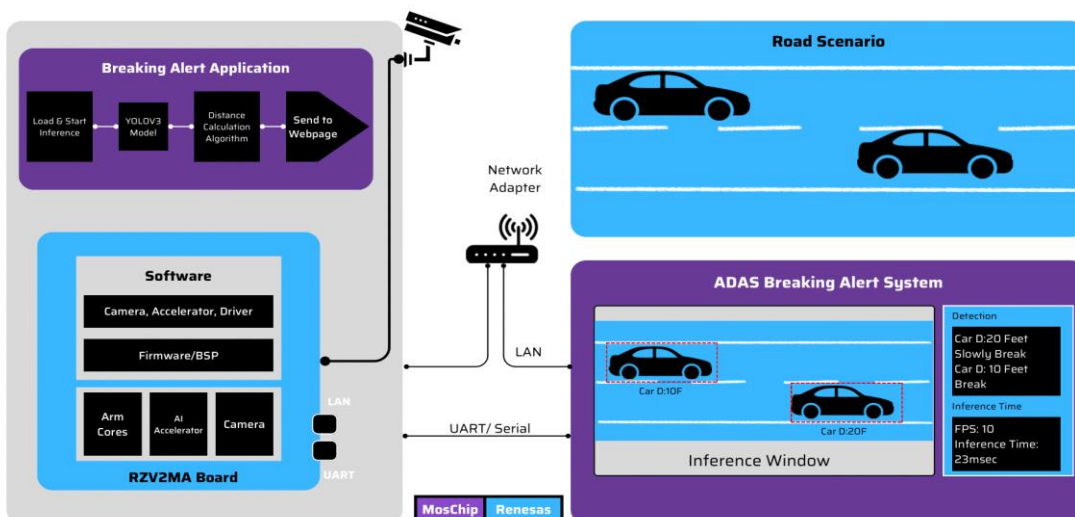 Breaking Alert Application
Load & Start
Inference
YOLOV3
Model
Distance
Calculation
Algorithm
Send to
Webpage
Software
Camera, Accelerator, Driver
Firmware/BSP
Arm
Cores
AI
Accelerator
Camera
RZV2MA Board
LAN
UART
Network
Adapter
LAN
UART/ Serial
MosChip
Renesas
Road Scenario
ADAS Breaking Alert System
Car D:10F
Car D:20F
Inference Window
Detection
Car D:20 Feet
Slowly Break
Car D: 10 Feet
Break
Inference Time
FPS: 10
Inference Time:
23msec